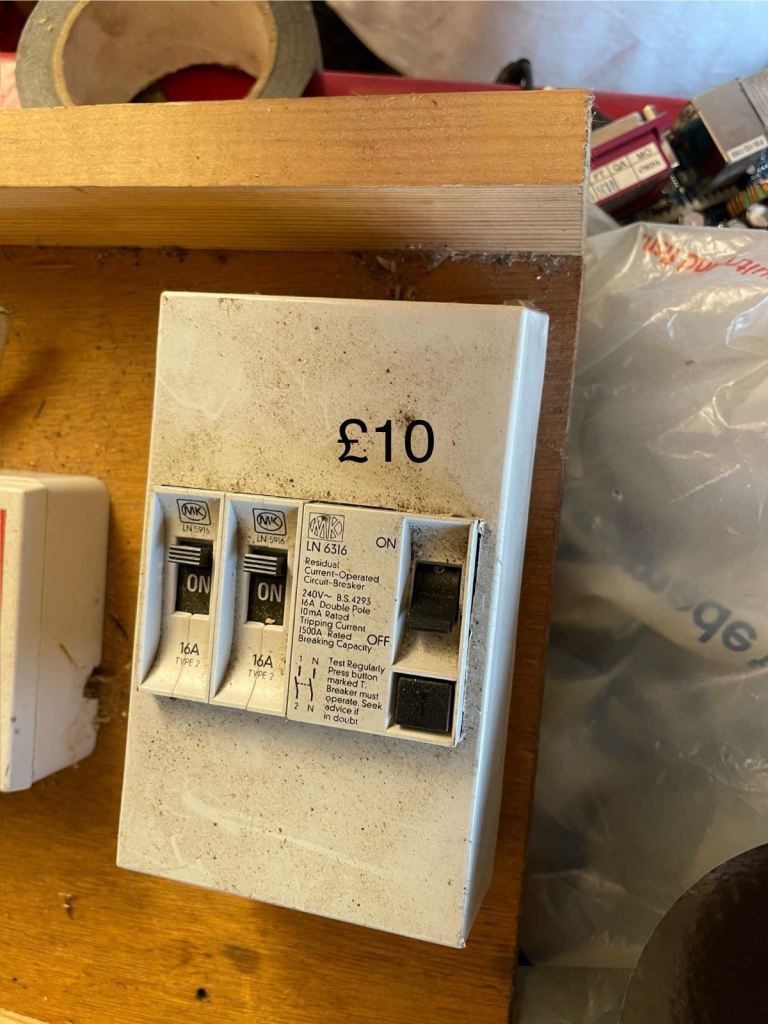 £10
MK
LN 5916
ON
16A
TYPE 2
MK
LN 5916
ON
16A
TYPE 2
MK
LN 6316
ON
Residual
Current-Operated
Circuit-Breaker
240V~ B.S.4293
16A Double Pole
10mA Rated
Tripping Current
1500A Rated
Breaking Capacity
OFF
1 N
2 N
Test Regularly
Press button
marked T.
Breaker must
operate. Seek
advice if
in doubt.